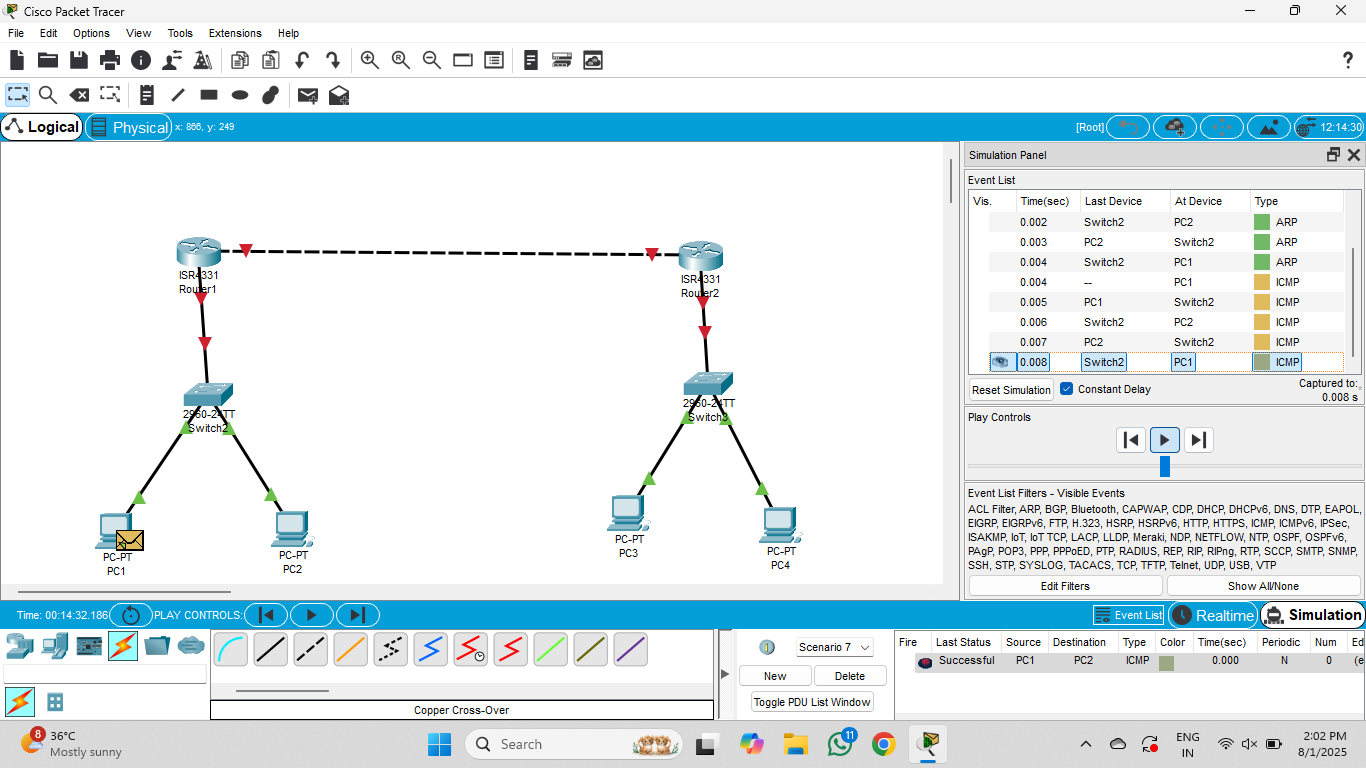 Cisco Packet Tracer
File Edit Options View Tools Extensions Help
Logical Physical x: 866, y: 249 [Root] 12:14:30
ISR4331
Router1
ISR4331
Router2
2960-24TT
Switch2
2960-24TT
Switch3
PC-PT
PC1
PC-PT
PC2
PC-PT
PC3
PC-PT
PC4
Simulation Panel
Event List
Vis. Time(sec) Last Device At Device Type
0.002 Switch2 PC2 ARP
0.003 PC2 Switch2 ARP
0.004 Switch2 PC1 ARP
0.004 -- PC1 ICMP
0.005 PC1 Switch2 ICMP
0.006 Switch2 PC2 ICMP
0.007 PC2 Switch2 ICMP
0.008 Switch2 PC1 ICMP
Reset Simulation Constant Delay Captured to:
0.008 s
Play Controls
Event List Filters - Visible Events
ACL Filter, ARP, BGP, Bluetooth, CAPWAP, CDP, DHCP, DHCPv6, DNS, DTP, EAPOL,
EIGRP, EIGRPv6, FTP, H.323, HSRP, HSRPv6, HTTP, HTTPS, ICMP, ICMPv6, IPSec,
ISAKMP, IoT, IoT TCP, LACP, LLDP, Meraki, NDP, NETFLOW, NTP, OSPF, OSPFv6,
PAgP, POP3, PPP, PPPoED, PTP, RADIUS, REP, RIP, RIPng, RTP, SCCP, SMTP, SNMP,
SSH, STP, SYSLOG, TACACS, TCP, TFTP, Telnet, UDP, USB, VTP
Edit Filters Show All/None
Time: 00:14:32.186 PLAY CONTROLS: Event List Realtime Simulation
Scenario 7
New Delete
Toggle PDU List Window
Copper Cross-Over
Fire Last Status Source Destination Type Color Time(sec) Periodic Num Edi
Successful PC1 PC2 ICMP 0.000 N 0 (e
8
36°C
Mostly sunny
Search
11
ENG
IN
2:02 PM
8/1/2025